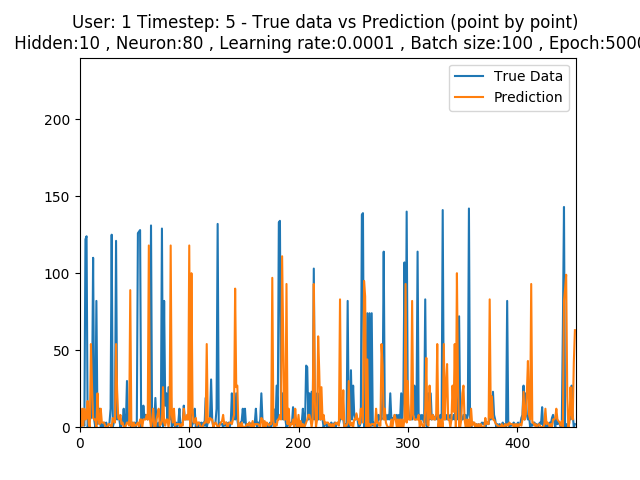 User: 1 Timestep: 5 - True data vs Prediction (point by point)
Hidden:10 , Neuron:80 , Learning rate:0.0001 , Batch size:100 , Epoch:5000
True Data
Prediction
200
150
100
50
0
0 100 200 300 400